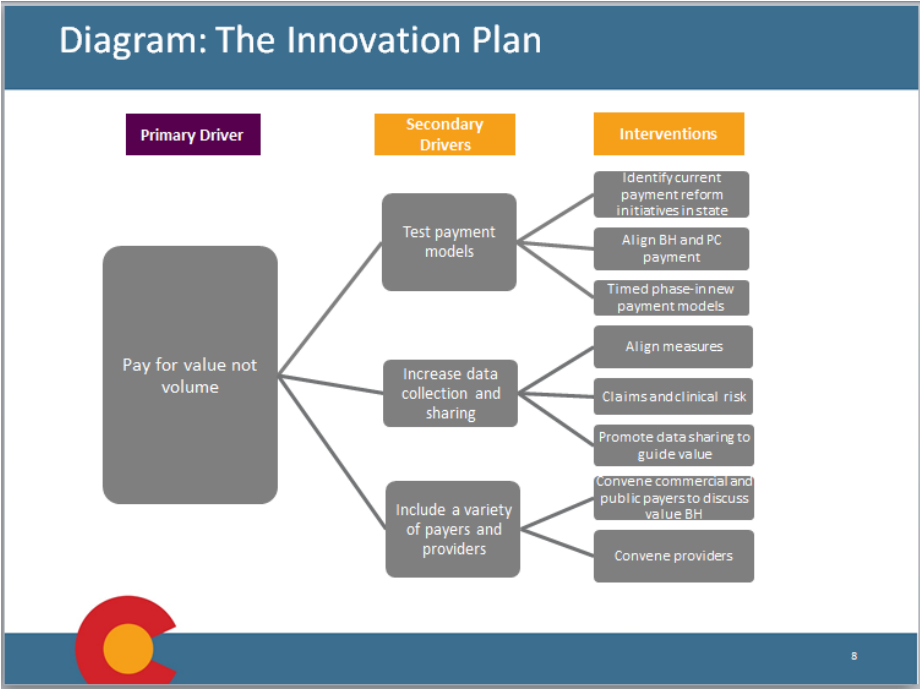 Diagram: The Innovation Plan
Primary Driver
Secondary
Drivers
Interventions
Pay for value not
volume
Test payment
models
Identify current
payment reform
initiatives in state
Align BH and PC
payment
Timed phase-in new
payment models
Increase data
collection and
sharing
Align measures
Claims and clinical risk
Promote data sharing to
guide value
Include a variety
of payers and
providers
Convene commercial and
public payers to discuss
value BH
Convene providers
8